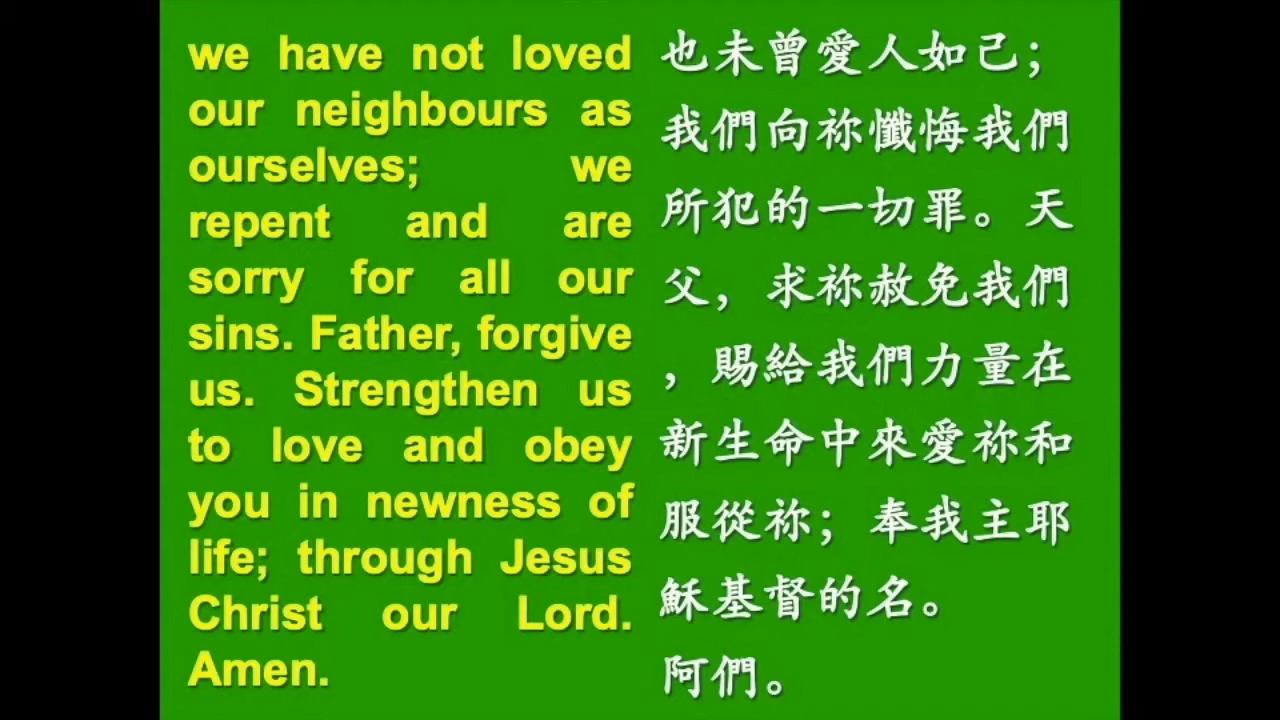 we have not loved
our neighbours as
ourselves; we
repent and are
sorry for all our
sins. Father, forgive
us. Strengthen us
to love and obey
you in newness of
life; through Jesus
Christ our Lord.
Amen.
也未曾愛人如己；
我們向祢懺悔我們
所犯的一切罪。天
父，求祢赦免我們
，賜給我們力量在
新生命中來愛祢和
服從祢；奉我主耶
穌基督的名。
阿們。